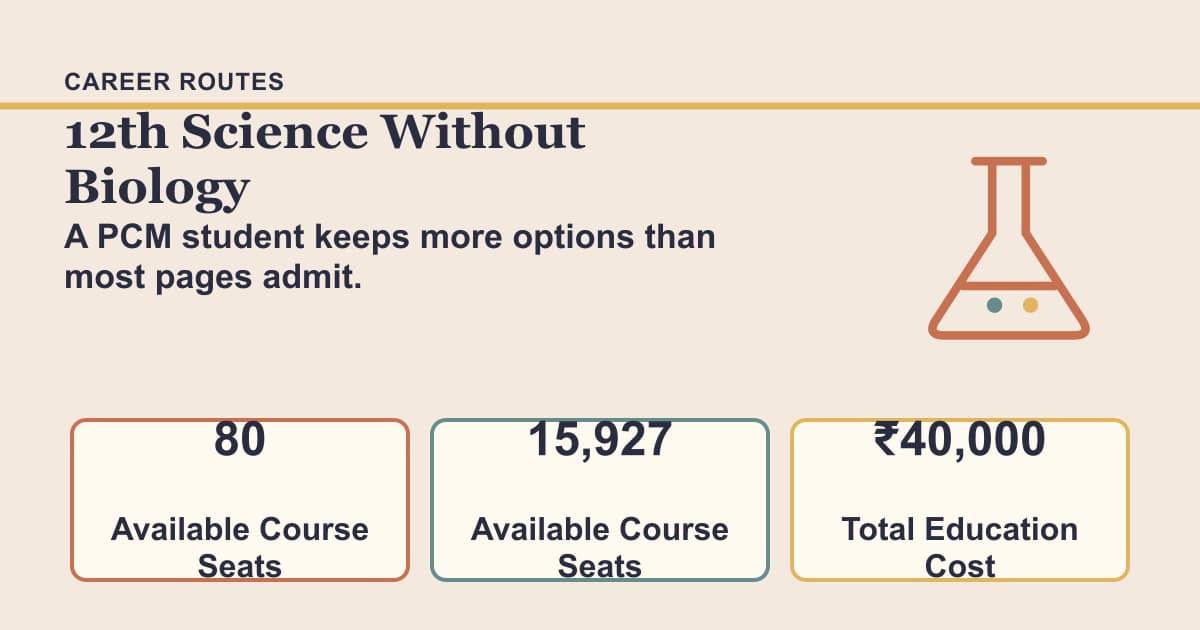 CAREER ROUTES
12th Science Without
Biology
A PCM student keeps more options than
most pages admit.
80
Available Course
Seats
15,927
Available Course
Seats
₹40,000
Total Education
Cost